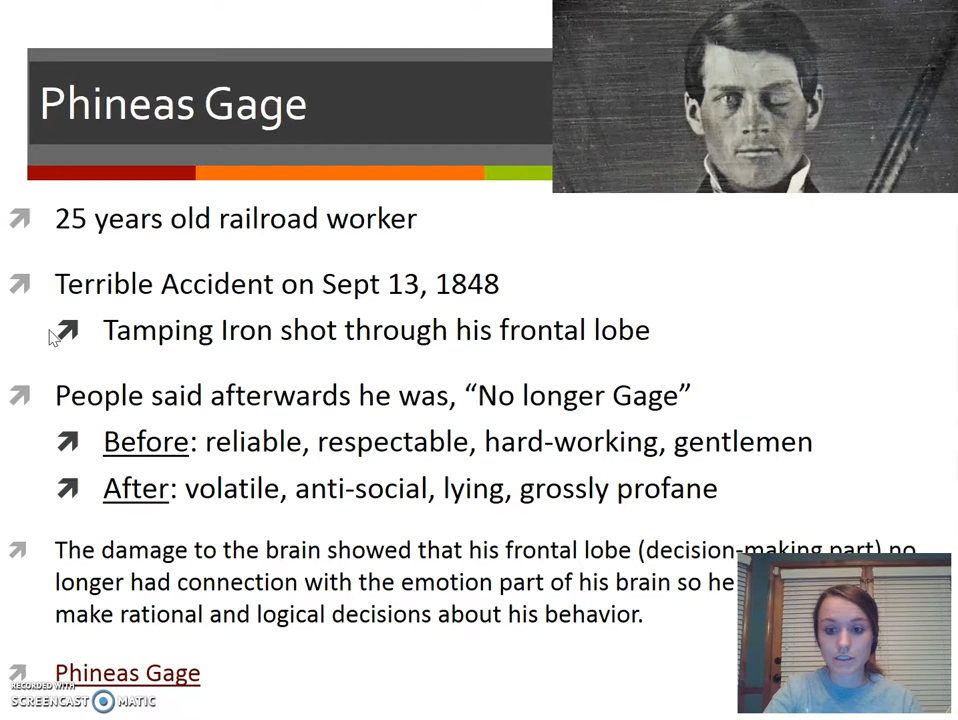 Phineas Gage
25 years old railroad worker
Terrible Accident on Sept 13, 1848
Tamping Iron shot through his frontal lobe
People said afterwards he was, “No longer Gage”
Before: reliable, respectable, hard-working, gentlemen
After: volatile, anti-social, lying, grossly profane
The damage to the brain showed that his frontal lobe (decision-making part) no
longer had connection with the emotion part of his brain so he
make rational and logical decisions about his behavior.
Phineas Gage
RECORDED WITH
SCREENCAST MATIC